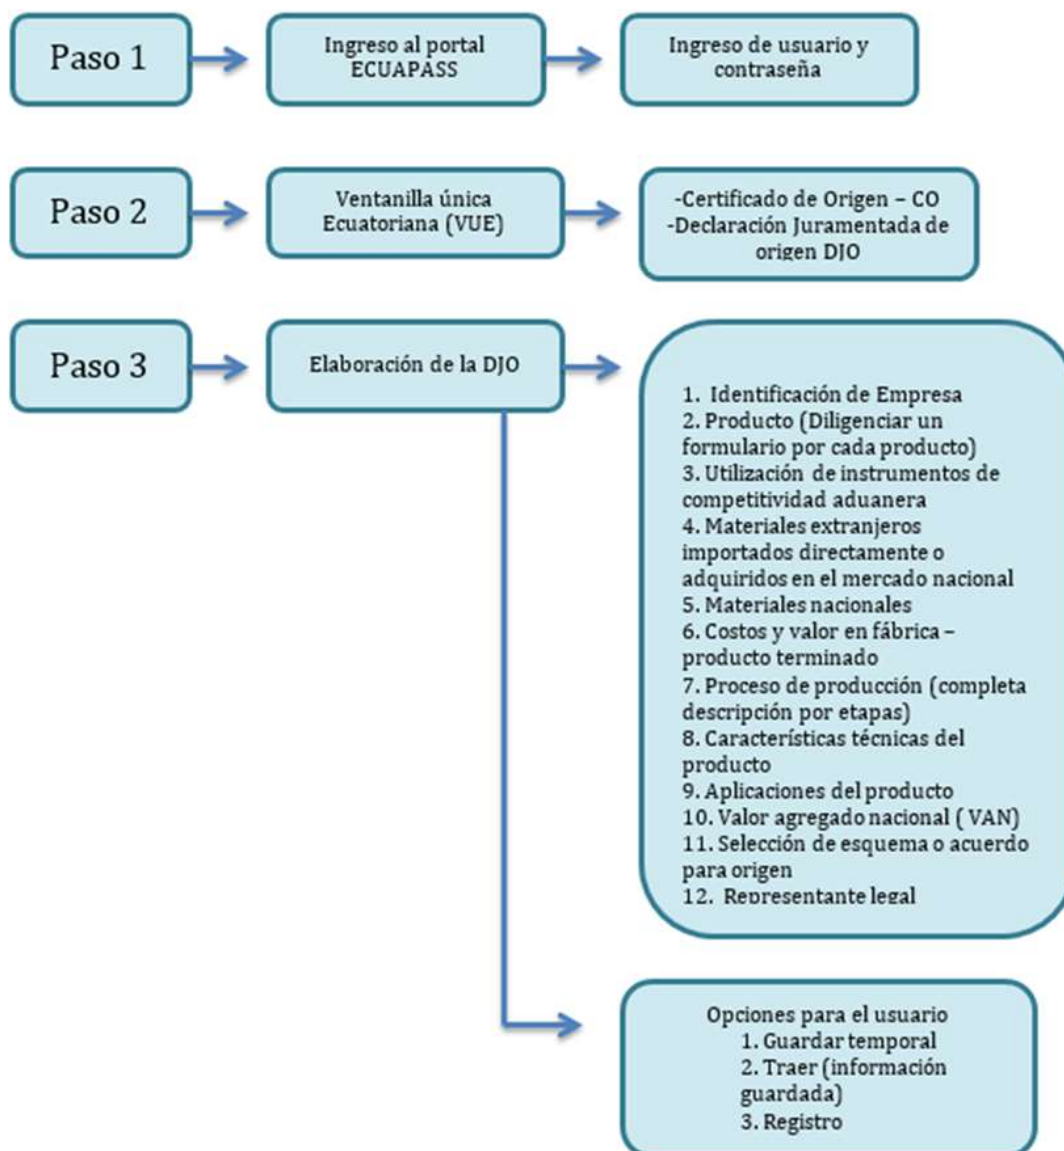 Paso 1
Ingreso al portal
ECUAPASS
Ingreso de usuario y
contraseña
Paso 2
Ventanilla única
Ecuatoriana (VUE)
-Certificado de Origen – CO
-Declaración Juramentada de
origen DJO
Paso 3
Elaboración de la DJO
1. Identificación de Empresa
2. Producto (Diligenciar un
formulario por cada producto)
3. Utilización de instrumentos de
competitividad aduanera
4. Materiales extranjeros
importados directamente o
adquiridos en el mercado nacional
5. Materiales nacionales
6. Costos y valor en fábrica –
producto terminado
7. Proceso de producción (completa
descripción por etapas)
8. Características técnicas del
producto
9. Aplicaciones del producto
10. Valor agregado nacional ( VAN)
11. Selección de esquema o acuerdo
para origen
12. Representante legal
Opciones para el usuario
1. Guardar temporal
2. Traer (información
guardada)
3. Registro